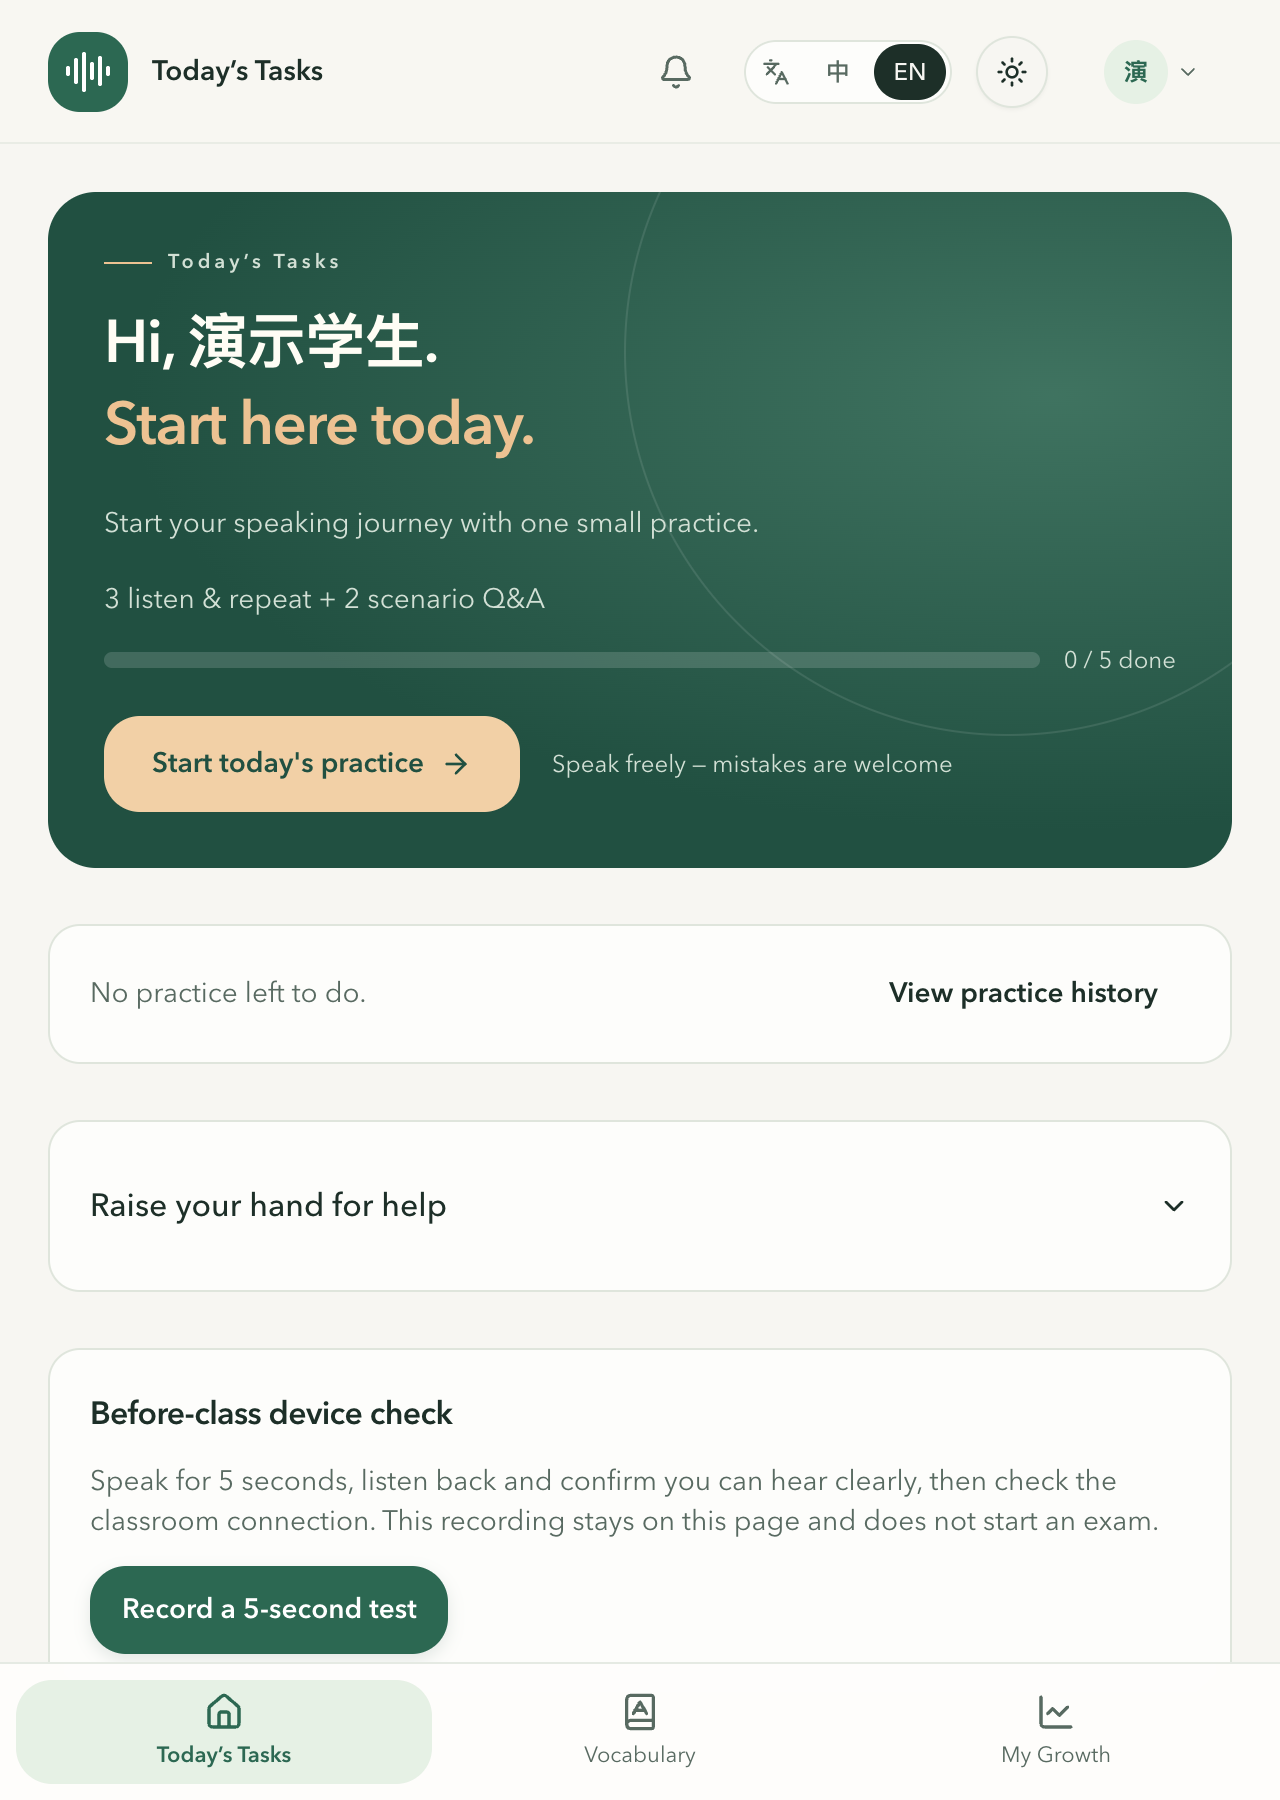 Today’s Tasks
中
EN
演
Today’s Tasks
Hi, 演示学生.
Start here today.
Start your speaking journey with one small practice.
3 listen & repeat + 2 scenario Q&A
0 / 5 done
Start today's practice
Speak freely — mistakes are welcome
No practice left to do.
View practice history
Raise your hand for help
Before-class device check
Speak for 5 seconds, listen back and confirm you can hear clearly, then check the
classroom connection. This recording stays on this page and does not start an exam.
Record a 5-second test
Today’s Tasks
Vocabulary
My Growth